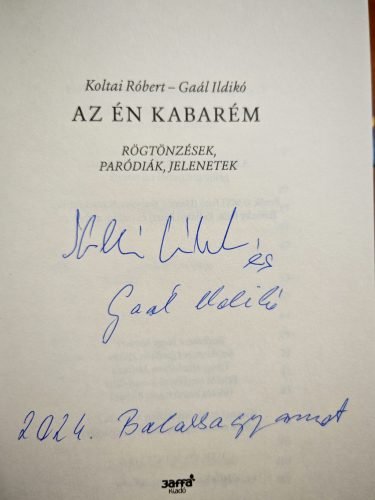 Koltai Róbert – Gaál Ildikó
AZ ÉN KABARÉM
RÖGTÖNZÉSEK,
PARÓDIÁK, JELENETEK
és
Gaál Ildikó
2024. Balassagyarmat
Jaffa
Kiadó